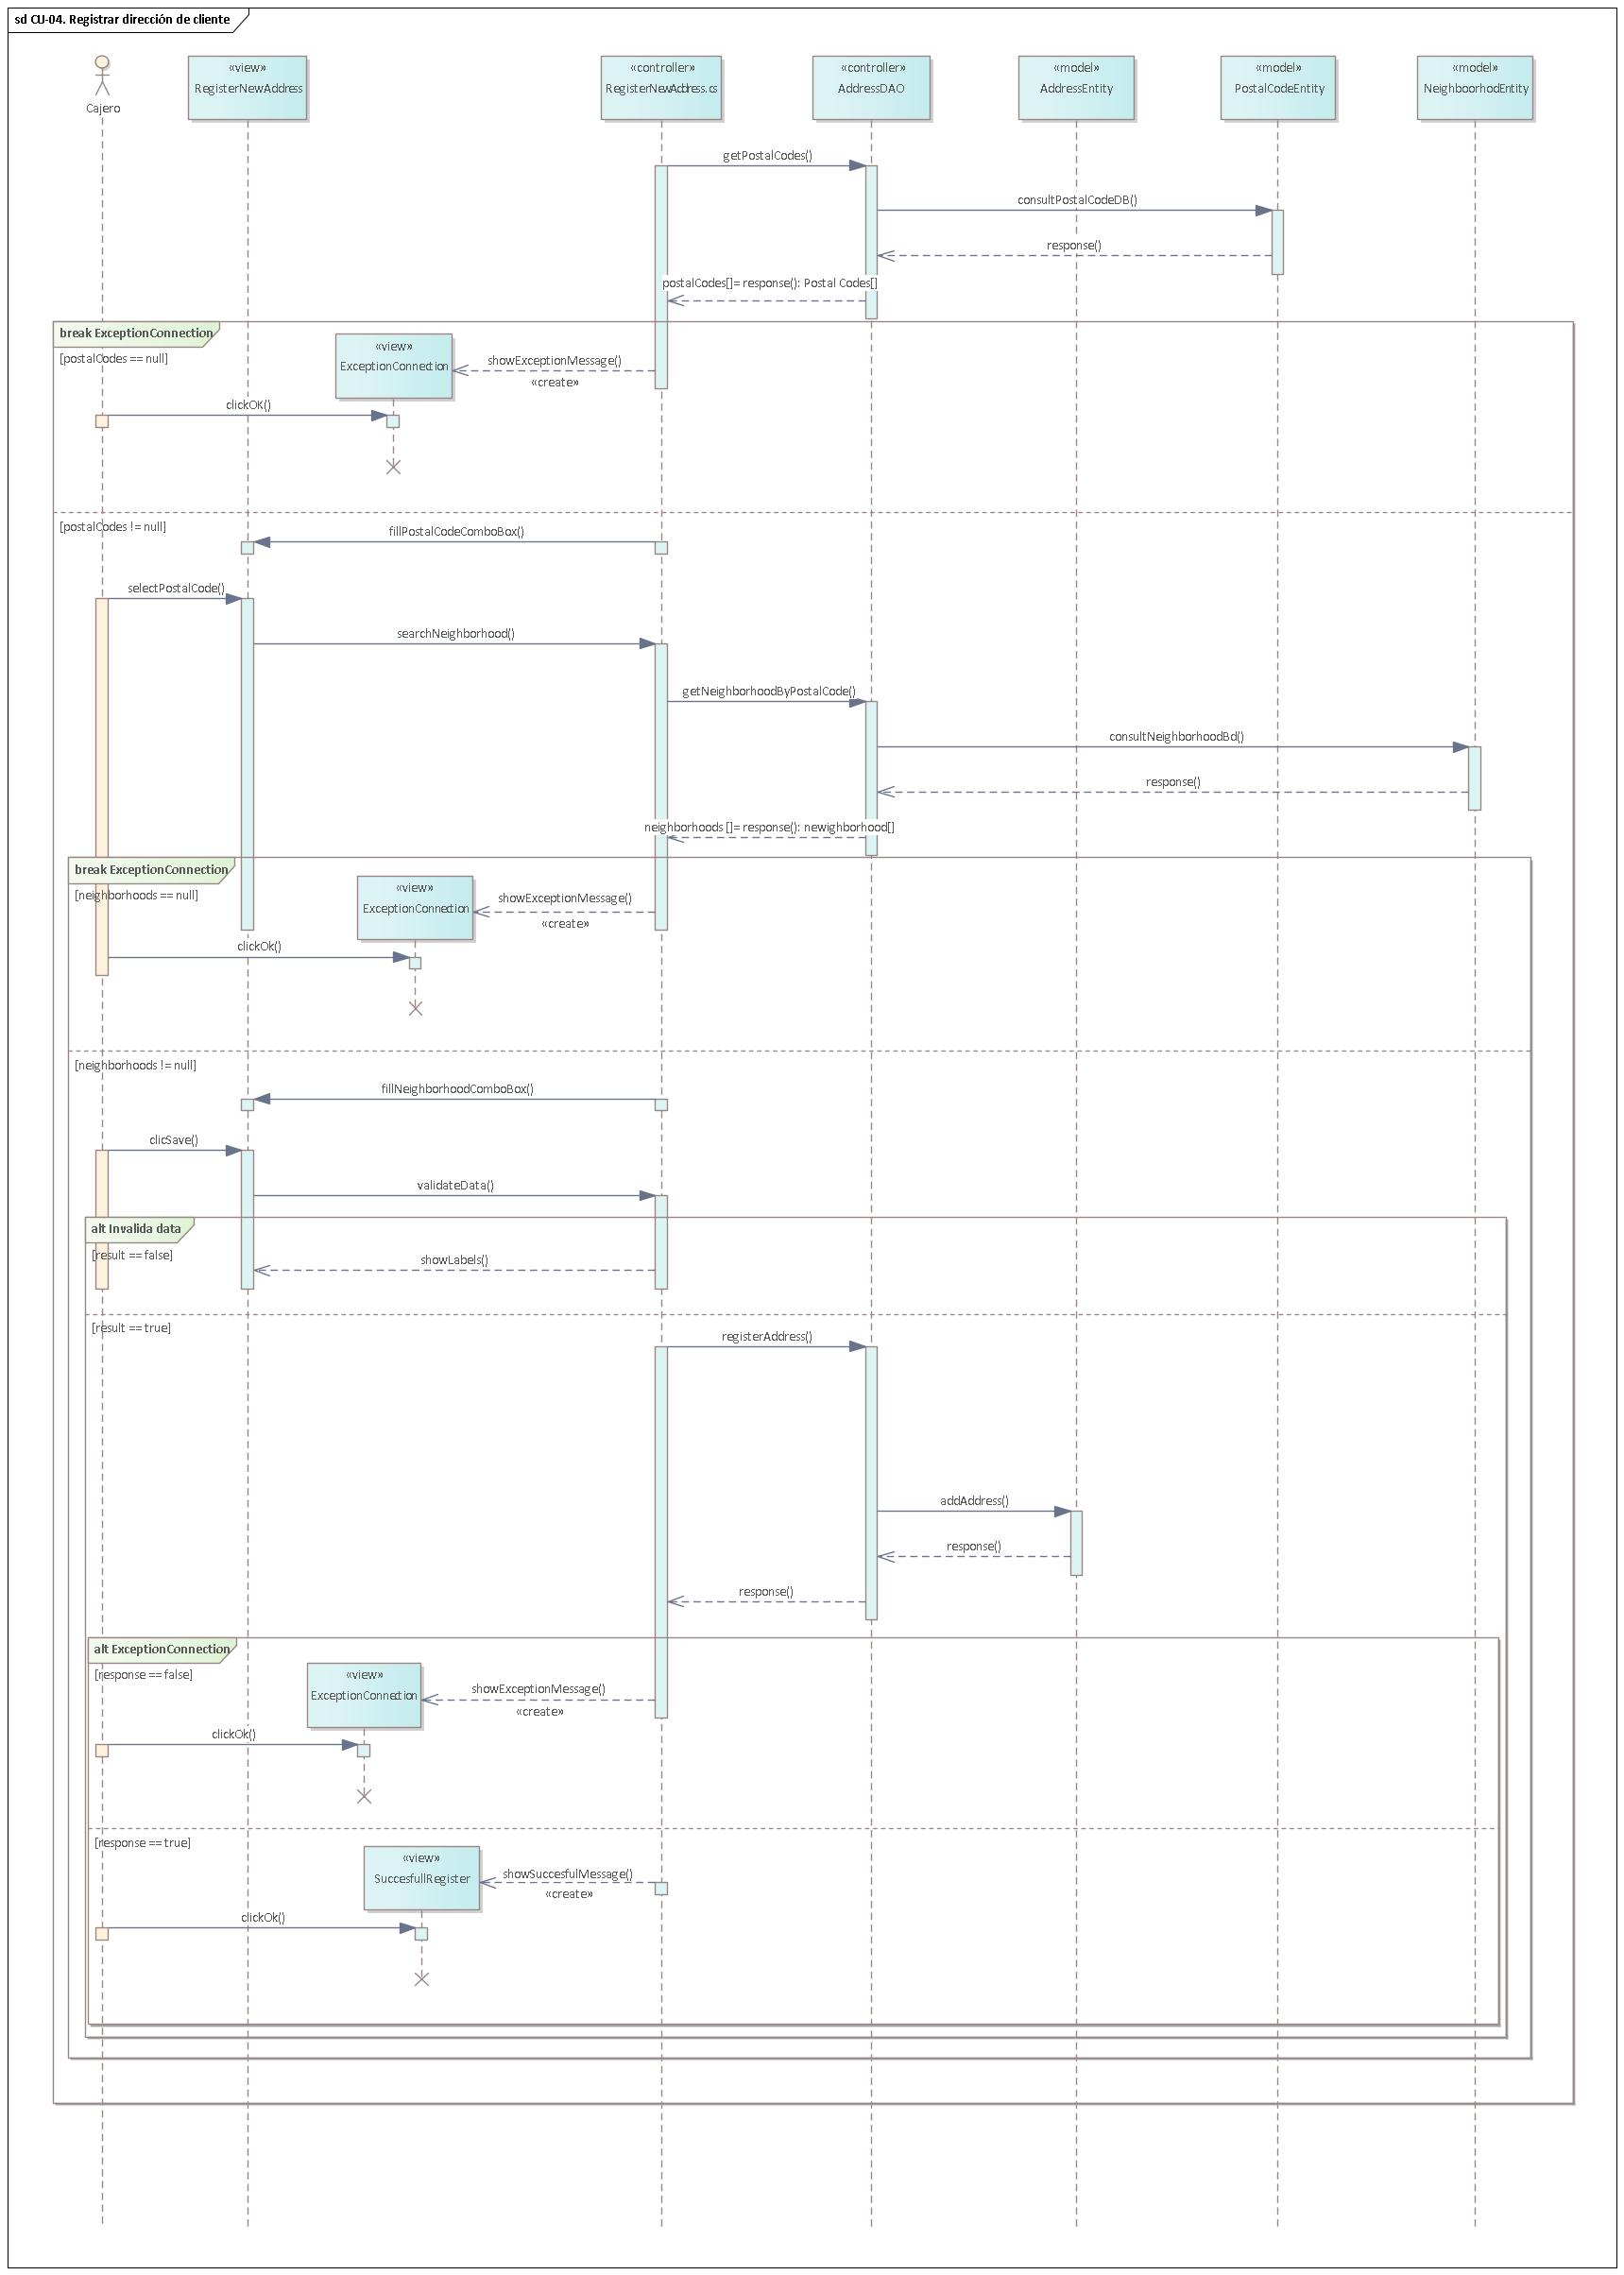 sd CU-04. Registrar dirección de cliente
Cajero
«view»
RegisterNewAddress
«controller»
RegisterNewAddress.cs
«controller»
AddressDAO
«model»
AddressEntity
«model»
PostalCodeEntity
«model»
NeighboorhodEntity
getPostalCodes()
consultPostalCodeDB()
response()
postalCodes[]= response(): Postal Codes[]
break ExceptionConnection
[postalCodes == null]
«view»
ExceptionConnection
showExceptionMessage()
«create»
clickOK()
[postalCodes != null]
fillPostalCodeComboBox()
selectPostalCode()
searchNeighborhood()
getNeighborhoodByPostalCode()
consultNeighborhoodBd()
response()
neighborhoods []= response(): newighborhood[]
break ExceptionConnection
[neighborhoods == null]
«view»
ExceptionConnection
showExceptionMessage()
«create»
clickOk()
[neighborhoods != null]
fillNeighborhoodComboBox()
clicSave()
validateData()
alt Invalida data
[result == false]
showLabels()
[result == true]
registerAddress()
addAddress()
response()
response()
alt ExceptionConnection
[response == false]
«view»
ExceptionConnection
showExceptionMessage()
«create»
clickOk()
[response == true]
«view»
SuccesfullRegister
showSuccesfulMessage()
«create»
clickOk()